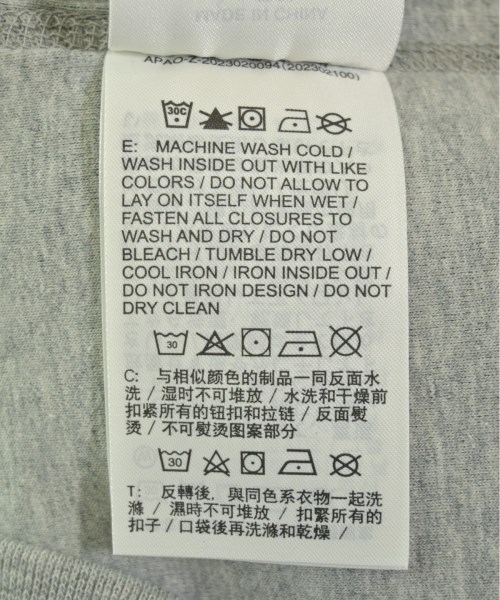 MADE IN CHINA
APAO-Z-2023020094(202302100)
30C
E: MACHINE WASH COLD /
WASH INSIDE OUT WITH LIKE
COLORS / DO NOT ALLOW TO
LAY ON ITSELF WHEN WET /
FASTEN ALL CLOSURES TO
WASH AND DRY / DO NOT
BLEACH / TUMBLE DRY LOW /
COOL IRON / IRON INSIDE OUT /
DO NOT IRON DESIGN / DO NOT
DRY CLEAN
30
C: 与相似颜色的制品一同反面水
洗 / 湿时不可堆放 / 水洗和干燥前
扣紧所有的钮扣和拉链 / 反面熨
烫 / 不可熨烫图案部分
30
T: 反轉後，與同色系衣物一起洗
滌 / 濕時不可堆放 / 扣緊所有的
扣子 / 口袋後再洗滌和乾燥 /